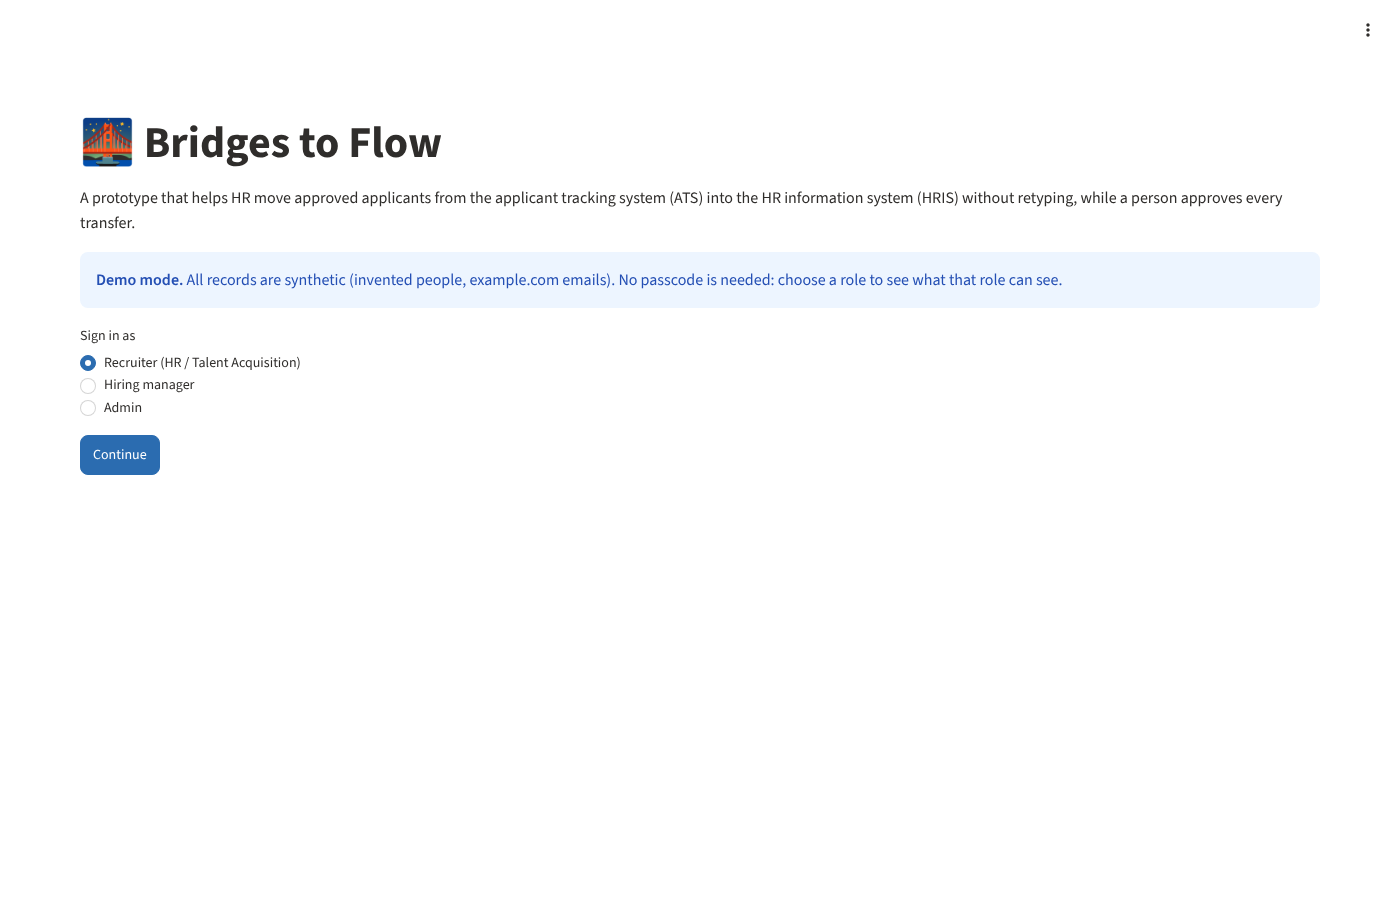 Bridges to Flow
A prototype that helps HR move approved applicants from the applicant tracking system (ATS) into the HR information system (HRIS) without retyping, while a person approves every
transfer.
Demo mode. All records are synthetic (invented people, example.com emails). No passcode is needed: choose a role to see what that role can see.
Sign in as
Recruiter (HR / Talent Acquisition)
Hiring manager
Admin
Continue